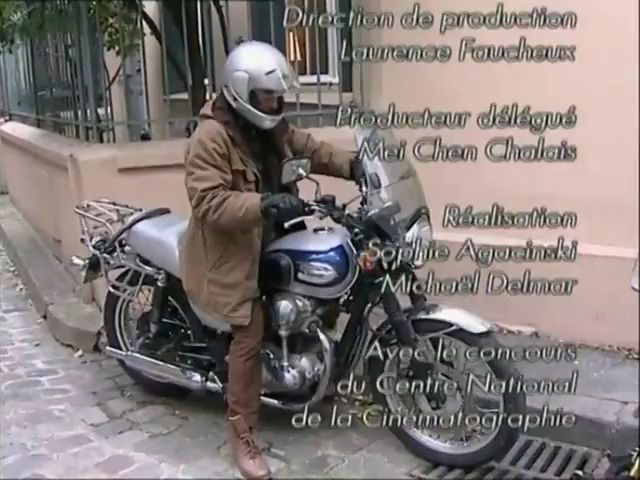 Direction de production
Laurence Faucheux
Producteur délégué
Mei Chen Chalais
Réalisation
Sophie Agacinski
Michaël Delmar
Avec le concours
du Centre National
de la Cinématographie